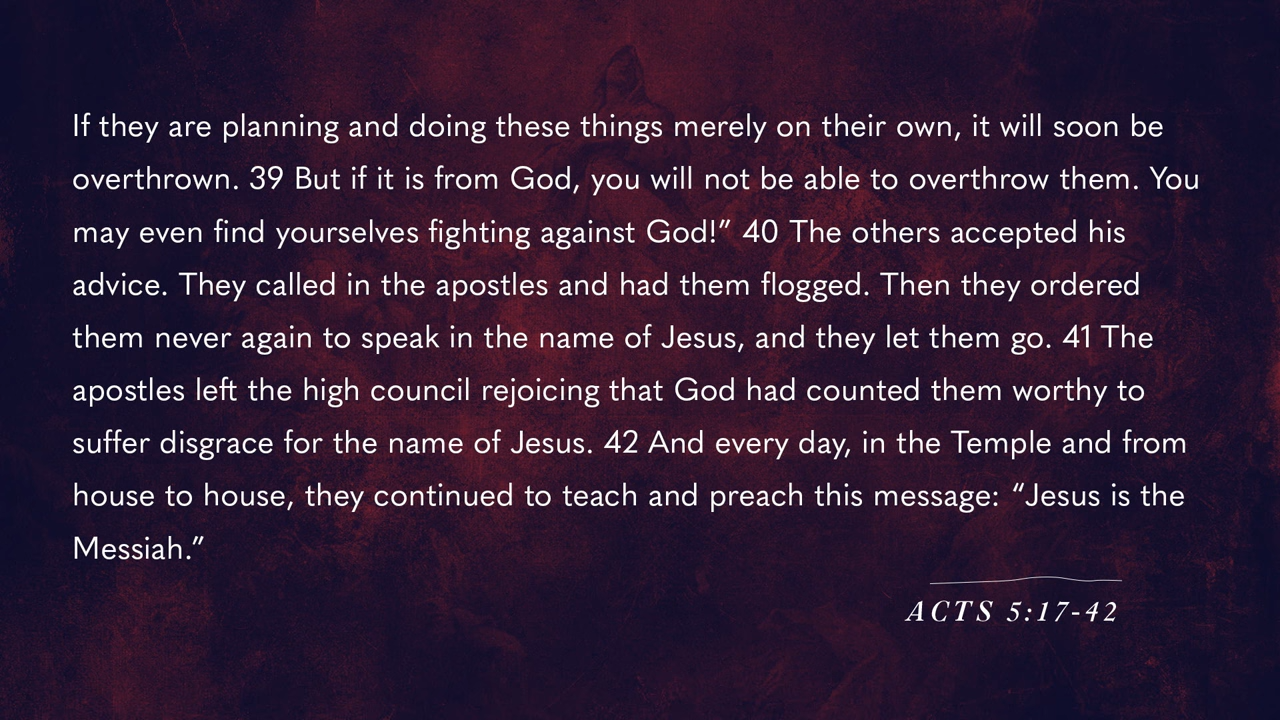 If they are planning and doing these things merely on their own, it will soon be
overthrown. 39 But if it is from God, you will not be able to overthrow them. You
may even find yourselves fighting against God!” 40 The others accepted his
advice. They called in the apostles and had them flogged. Then they ordered
them never again to speak in the name of Jesus, and they let them go. 41 The
apostles left the high council rejoicing that God had counted them worthy to
suffer disgrace for the name of Jesus. 42 And every day, in the Temple and from
house to house, they continued to teach and preach this message: “Jesus is the
Messiah.”
ACTS 5:17-42